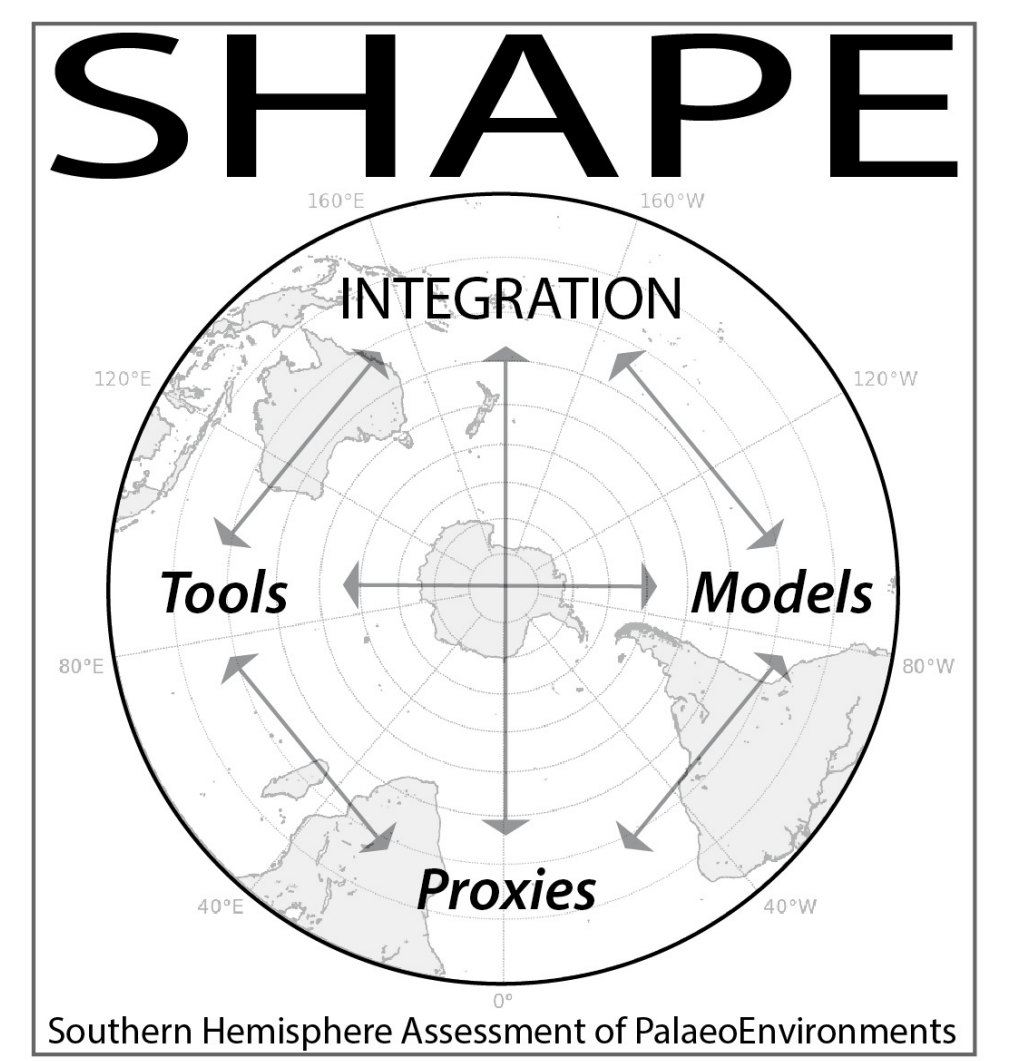 SHAPE
160°E 160°W
INTEGRATION
120°E 120°W
Tools Models
80°E 80°W
Proxies
40°E 40°W
0°
Southern Hemisphere Assessment of PalaeoEnvironments